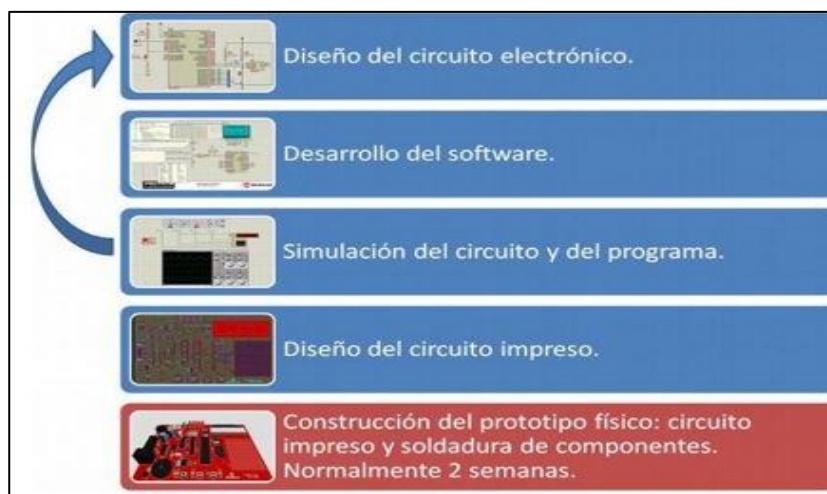 Diseño del circuito electrónico.
Desarrollo del software.
Simulación del circuito y del programa.
Diseño del circuito impreso.
Construcción del prototipo físico: circuito
impreso y soldadura de componentes.
Normalmente 2 semanas.